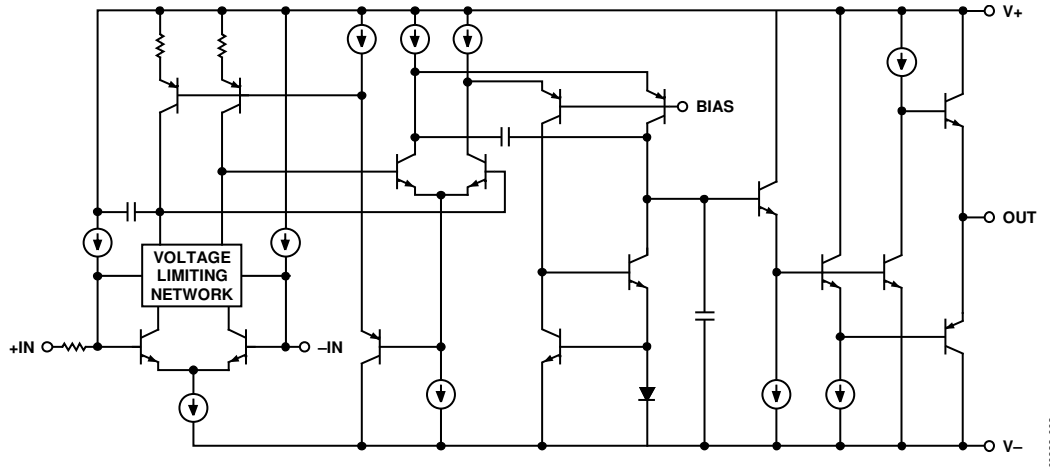 V+
BIAS
OUT
VOLTAGE
LIMITING
NETWORK
+IN
–IN
V–